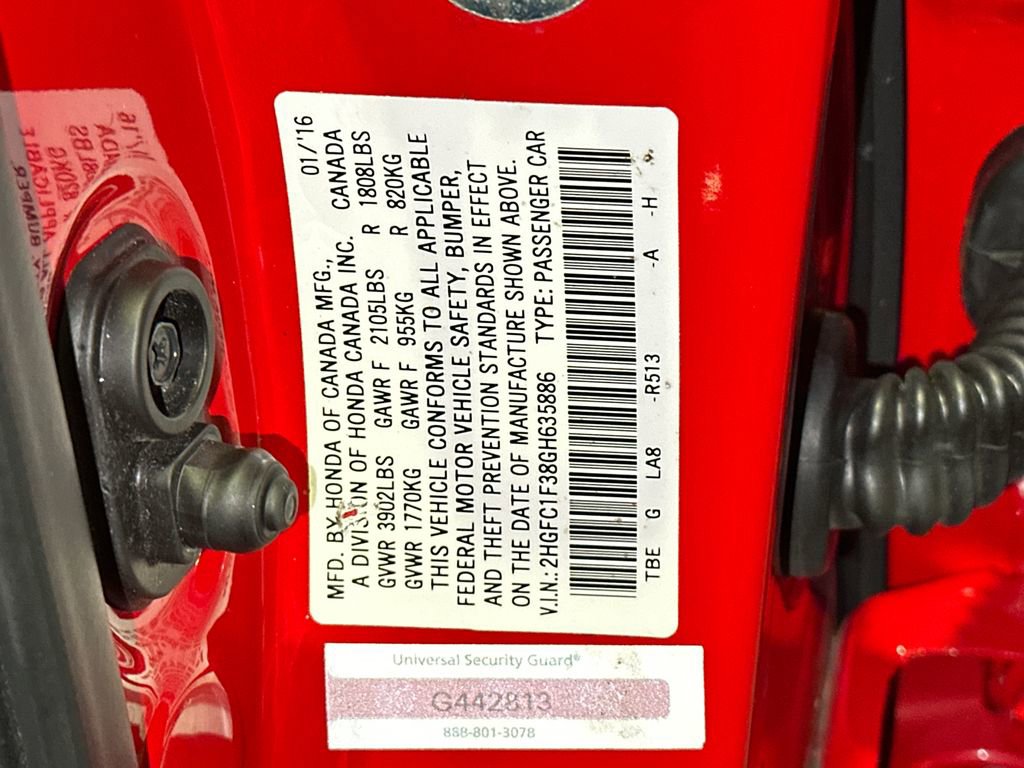 01/'16
MFD. BY HONDA OF CANADA MFG.,
A DIVISION OF HONDA CANADA INC. CANADA
GVWR 3902LBS GAWR F 2105LBS R 1808LBS
GVWR 1770KG GAWR F 955KG R 820KG
THIS VEHICLE CONFORMS TO ALL APPLICABLE
FEDERAL MOTOR VEHICLE SAFETY, BUMPER,
AND THEFT PREVENTION STANDARDS IN EFFECT
ON THE DATE OF MANUFACTURE SHOWN ABOVE.
V.I.N.:2HGFC1F38GH635886 TYPE: PASSENGER CAR
TBE G LA8 -R513 -A -H
Universal Security Guard®
G442813
888-801-3078